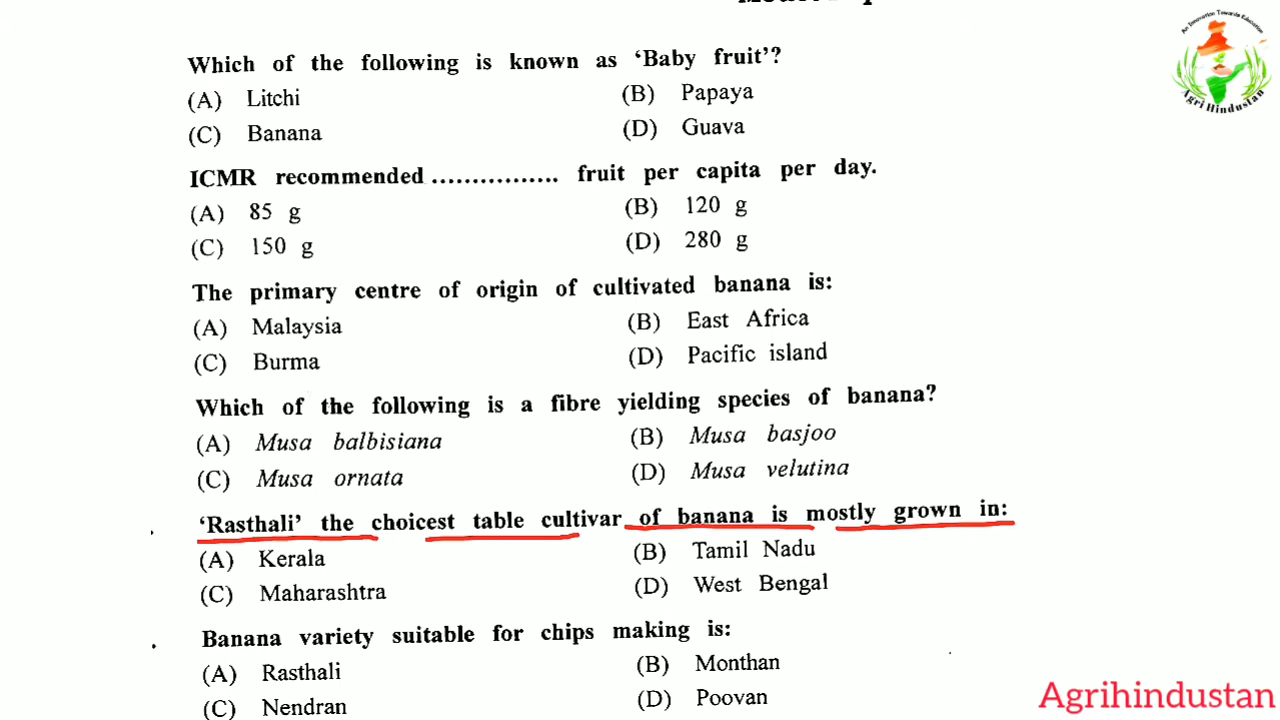 An Innovation Towards Education
Agri Hindustan
Which of the following is known as ‘Baby fruit’?
(A) Litchi (B) Papaya
(C) Banana (D) Guava
ICMR recommended ................ fruit per capita per day.
(A) 85 g (B) 120 g
(C) 150 g (D) 280 g
The primary centre of origin of cultivated banana is:
(A) Malaysia (B) East Africa
(C) Burma (D) Pacific island
Which of the following is a fibre yielding species of banana?
(A) Musa balbisiana (B) Musa basjoo
(C) Musa ornata (D) Musa velutina
‘Rasthali’ the choicest table cultivar of banana is mostly grown in:
(A) Kerala (B) Tamil Nadu
(C) Maharashtra (D) West Bengal
Banana variety suitable for chips making is:
(A) Rasthali (B) Monthan
(C) Nendran (D) Poovan
Agrihindustan